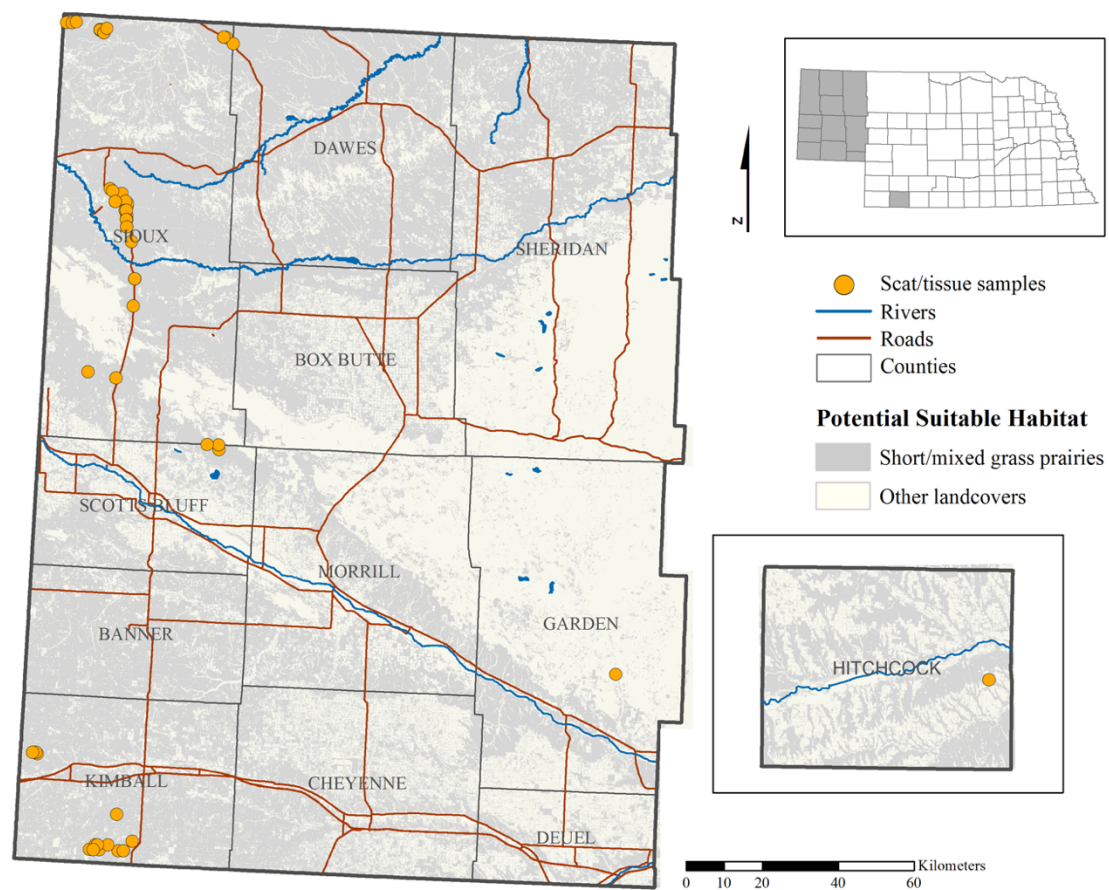 DAWES
SIOUX
SHERIDAN
BOX BUTTE
SCOTTS BLUFF
MORRILL
BANNER
GARDEN
KIMBALL
CHEYENNE
DEUEL
N
Scat/tissue samples
Rivers
Roads
Counties
Potential Suitable Habitat
Short/mixed grass prairies
Other landcovers
HITCHCOCK
Kilometers
0 10 20 40 60